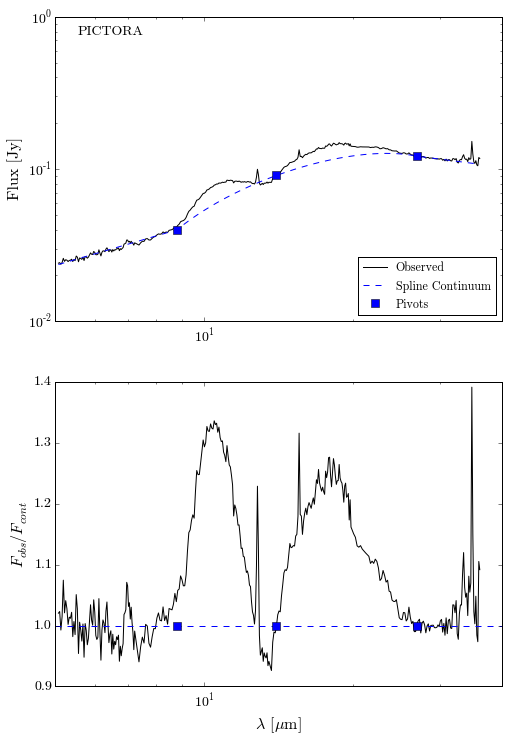 10^0
PICTORA
Flux [Jy]
10^-1
Observed
Spline Continuum
Pivots
10^-2
10^1
1.4
1.3
1.2
F_obs/F_cont
1.1
1.0
0.9
10^1
λ [μm]